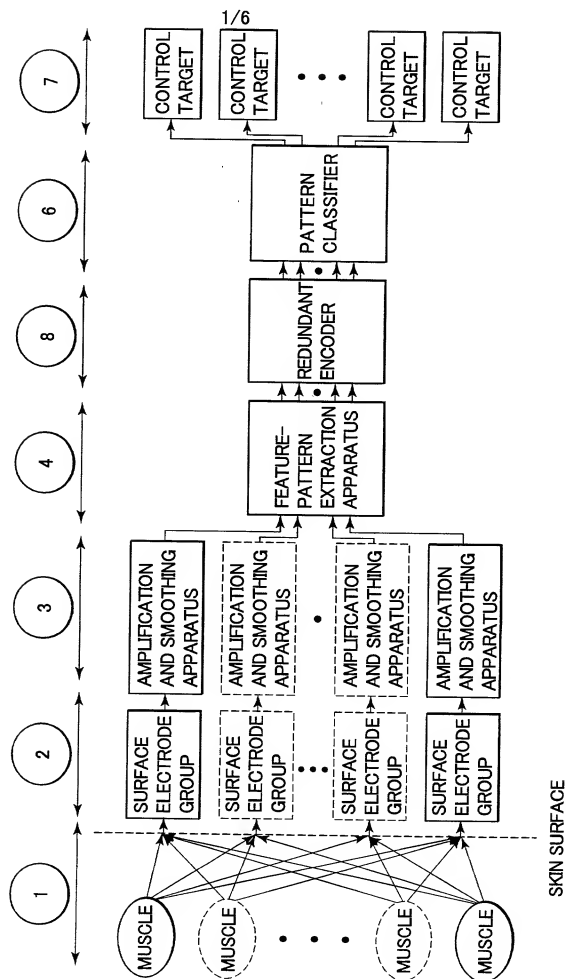 1
2
3
4
8
6
7
1/6
MUSCLE
MUSCLE
MUSCLE
MUSCLE
SKIN SURFACE
SURFACE
ELECTRODE
GROUP
SURFACE
ELECTRODE
GROUP
SURFACE
ELECTRODE
GROUP
SURFACE
ELECTRODE
GROUP
AMPLIFICATION
AND SMOOTHING
APPARATUS
AMPLIFICATION
AND SMOOTHING
APPARATUS
AMPLIFICATION
AND SMOOTHING
APPARATUS
AMPLIFICATION
AND SMOOTHING
APPARATUS
FEATURE-
PATTERN
EXTRACTION
APPARATUS
REDUNDANT
ENCODER
PATTERN
CLASSIFIER
CONTROL
TARGET
CONTROL
TARGET
CONTROL
TARGET
CONTROL
TARGET